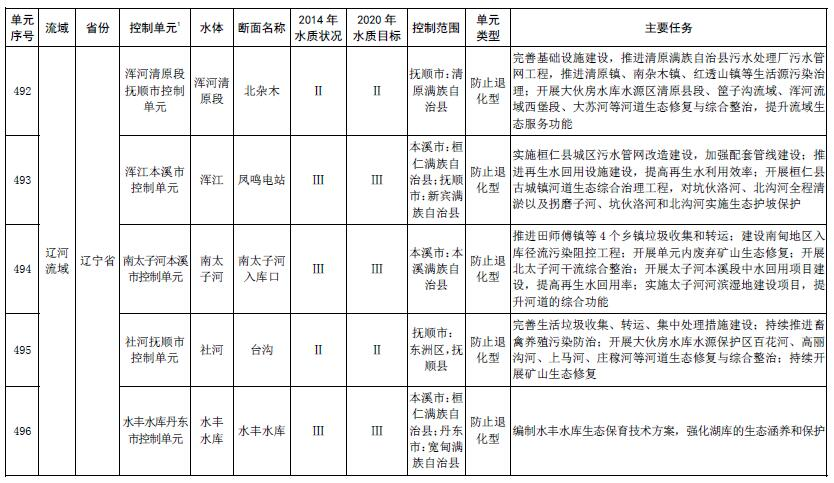 单元序号 流域 省份 控制单元¹ 水体 断面名称 2014 年水质状况 2020 年水质目标 控制范围 单元类型 主要任务
492
辽河流域
辽宁省
浑河清原段
抚顺市控制
单元
浑河清
原段
北杂木
II
II
抚顺市：清
原满族自
治县
防止退
化型
完善基础设施建设，推进清原满族自治县污水处理厂污水管
网工程，推进清原镇、南杂木镇、红透山镇等生活源污染治
理；开展大伙房水库水源区清原县段、筐子沟流域、浑河流
域西堡段、大苏河等河道生态修复与综合整治，提升流域生
态服务功能
493
浑江本溪市
控制单元
浑江
凤鸣电站
III
III
本溪市：桓
仁满族自
治县；抚顺
市：新宾满
族自治县
防止退
化型
实施桓仁县城区污水管网改造建设，加强配套管线建设；推
进再生水回用设施建设，提高再生水利用效率；开展桓仁县
古城镇河道生态综合治理工程，对坎伙洛河、北沟河全程清
淤以及拐磨子河、坎伙洛河和北沟河实施生态护坡保护
494
南太子河本溪
市控制单元
南太
子河
南太子河
入库口
III
III
本溪市：本
溪满族自
治县
防止退
化型
推进田师傅镇等 4 个乡镇垃圾收集和转运；建设南甸地区入
库径流污染阻控工程；开展单元内废弃矿山生态修复；开展
北太子河干流综合整治；开展太子河本溪段中水回用项目建
设，提高再生水回用率；实施太子河河滨湿地建设项目，提
升河道的综合功能
495
社河抚顺市
控制单元
社河
台沟
II
II
抚顺市：
东洲区，抚
顺县
防止退
化型
完善生活垃圾收集、转运、集中处理措施建设；持续推进畜
禽养殖污染防治；开展大伙房水库水源保护区百花河、高丽
沟河、上马河、庄稼河等河道生态修复与综合整治；持续开
展矿山生态修复
496
水丰水库丹东
市控制单元
水丰
水库
水丰水库
III
III
本溪市：桓
仁满族自
治县；丹东
市：宽甸满
族自治县
防止退
化型
编制水丰水库生态保育技术方案，强化湖库的生态涵养和保护